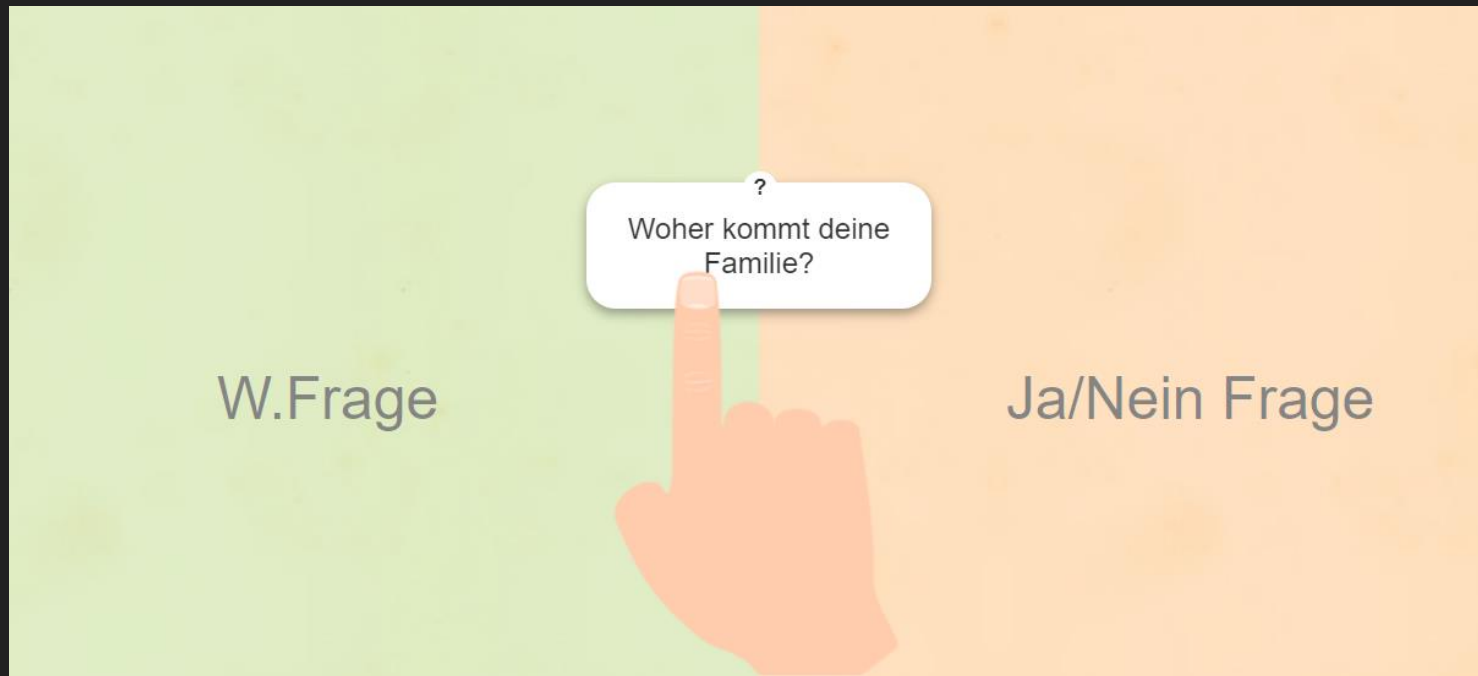 ?
Woher kommt deine
Familie?
W.Frage
Ja/Nein Frage